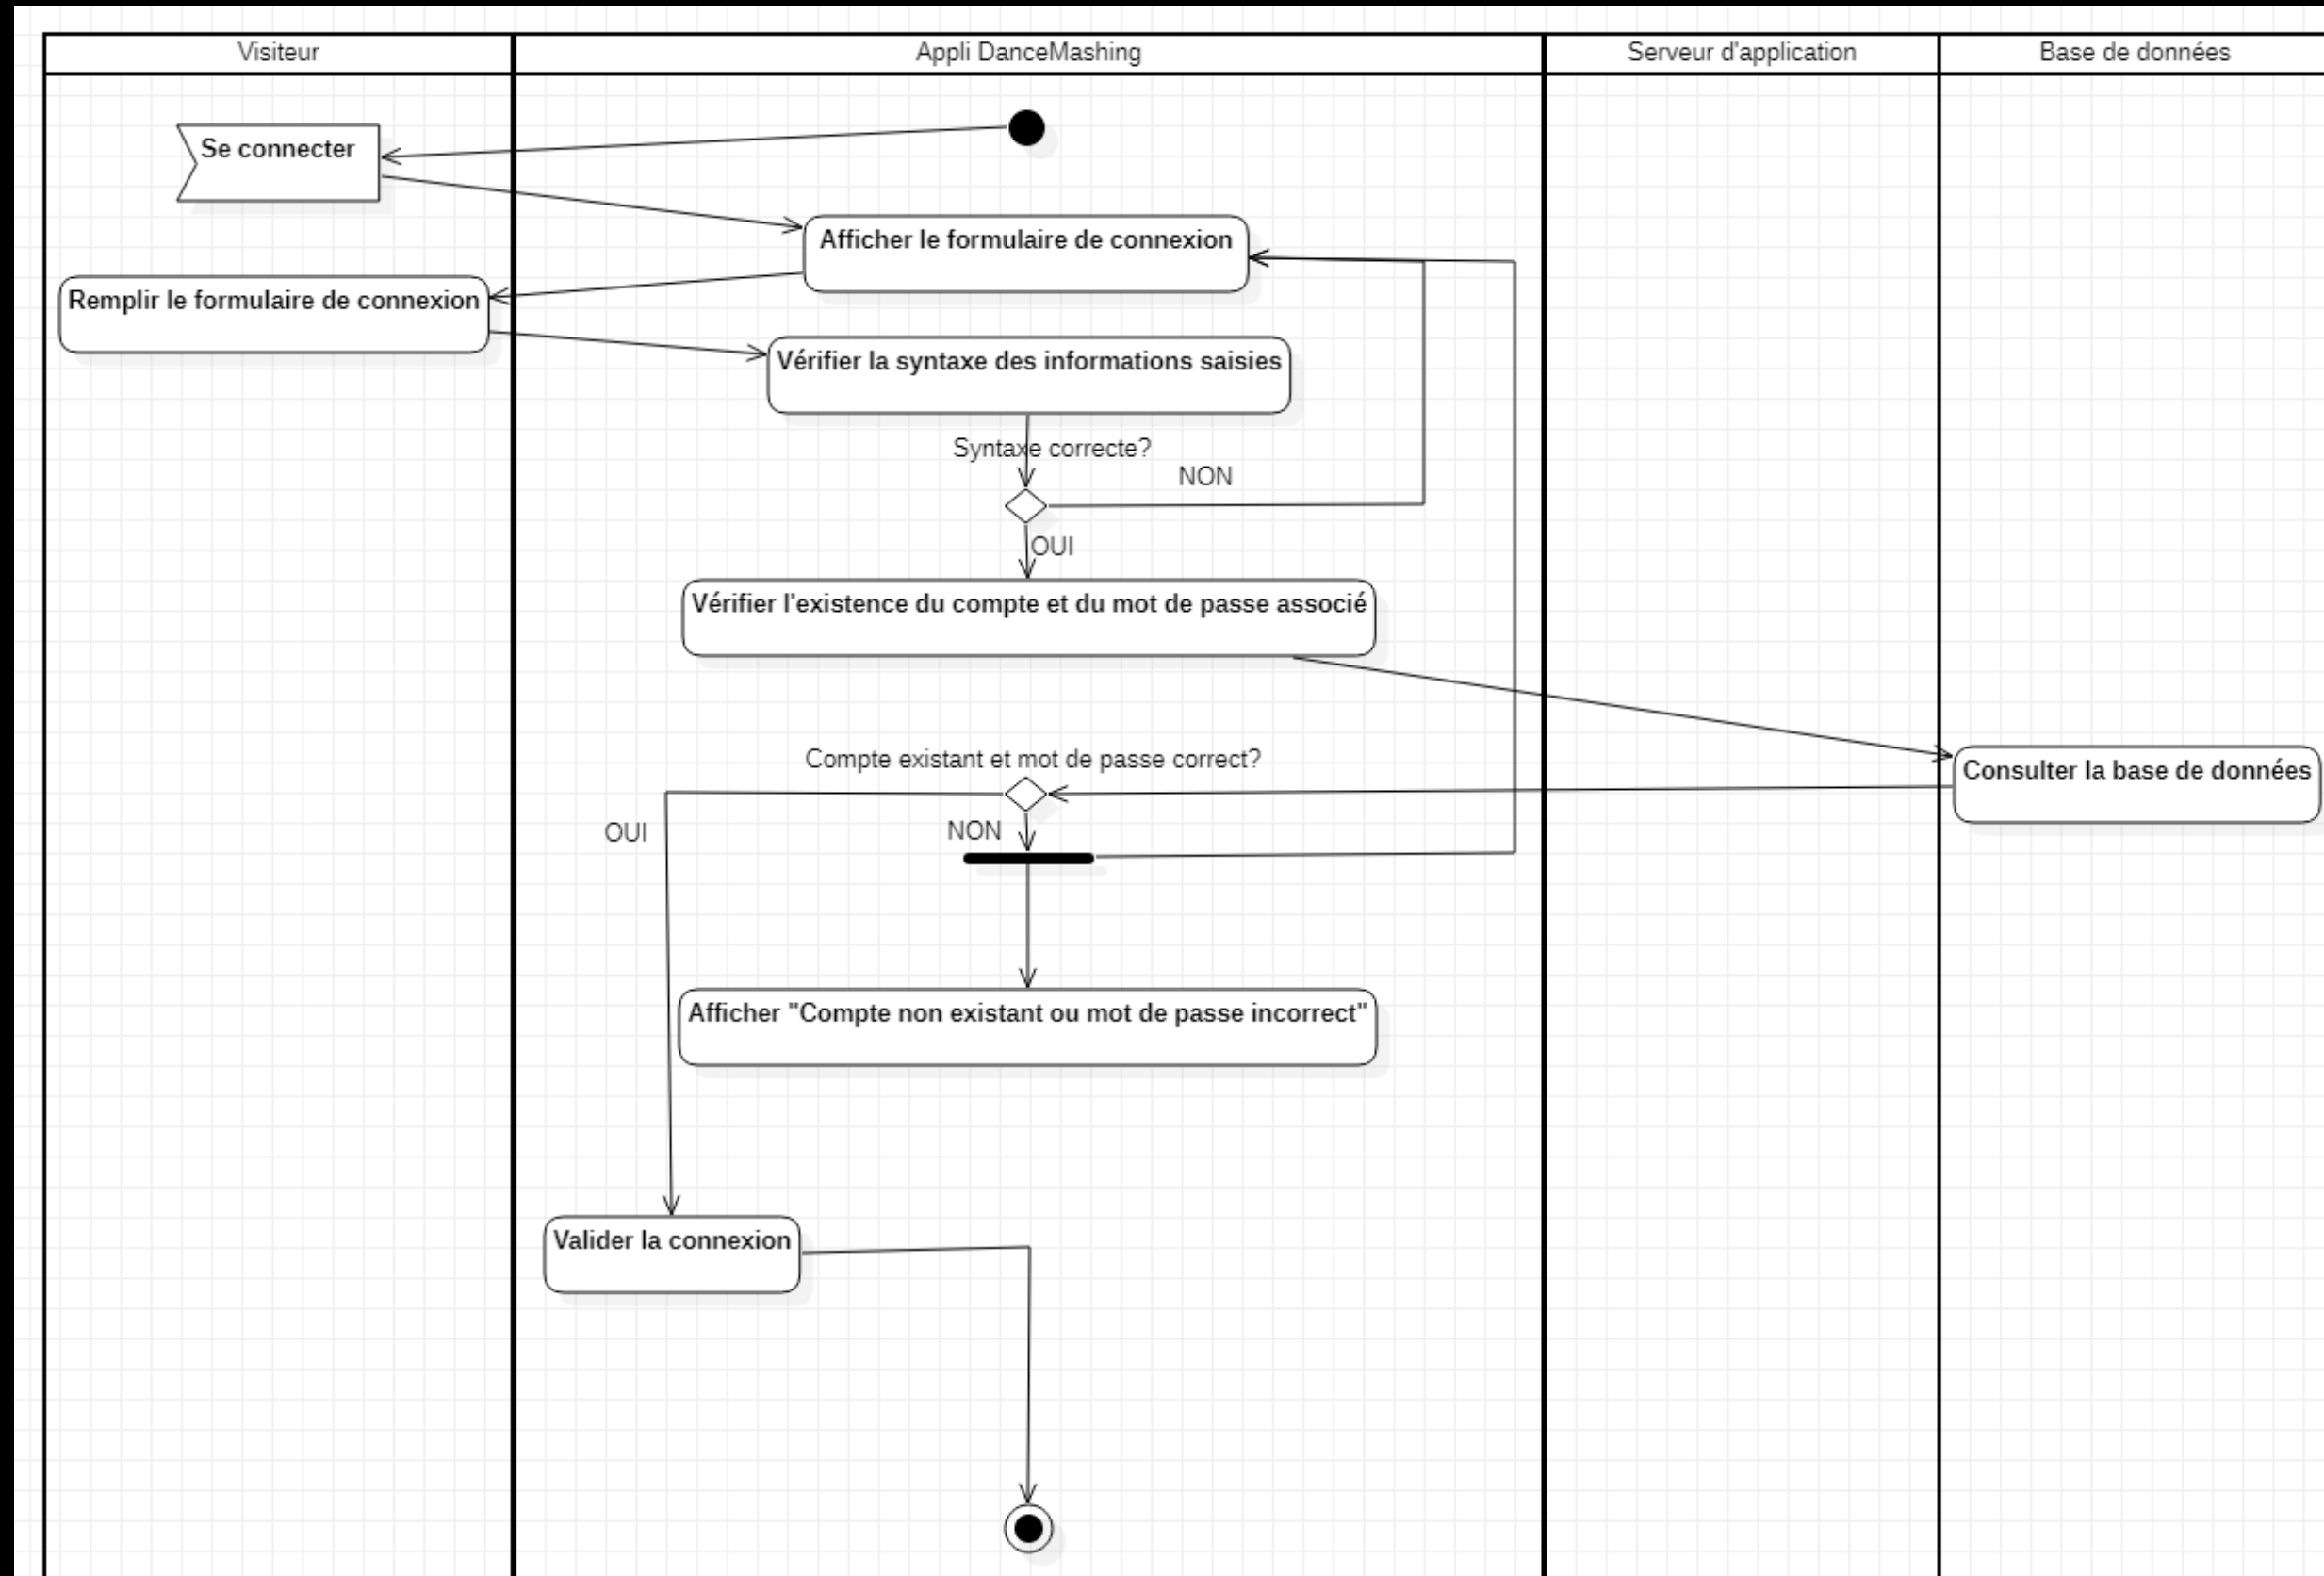 Visiteur
Appli DanceMashing
Serveur d'application
Base de données
Se connecter
Afficher le formulaire de connexion
Remplir le formulaire de connexion
Vérifier la syntaxe des informations saisies
Syntaxe correcte?
NON
OUI
Vérifier l'existence du compte et du mot de passe associé
Compte existant et mot de passe correct?
Consulter la base de données
OUI
NON
Afficher "Compte non existant ou mot de passe incorrect"
Valider la connexion